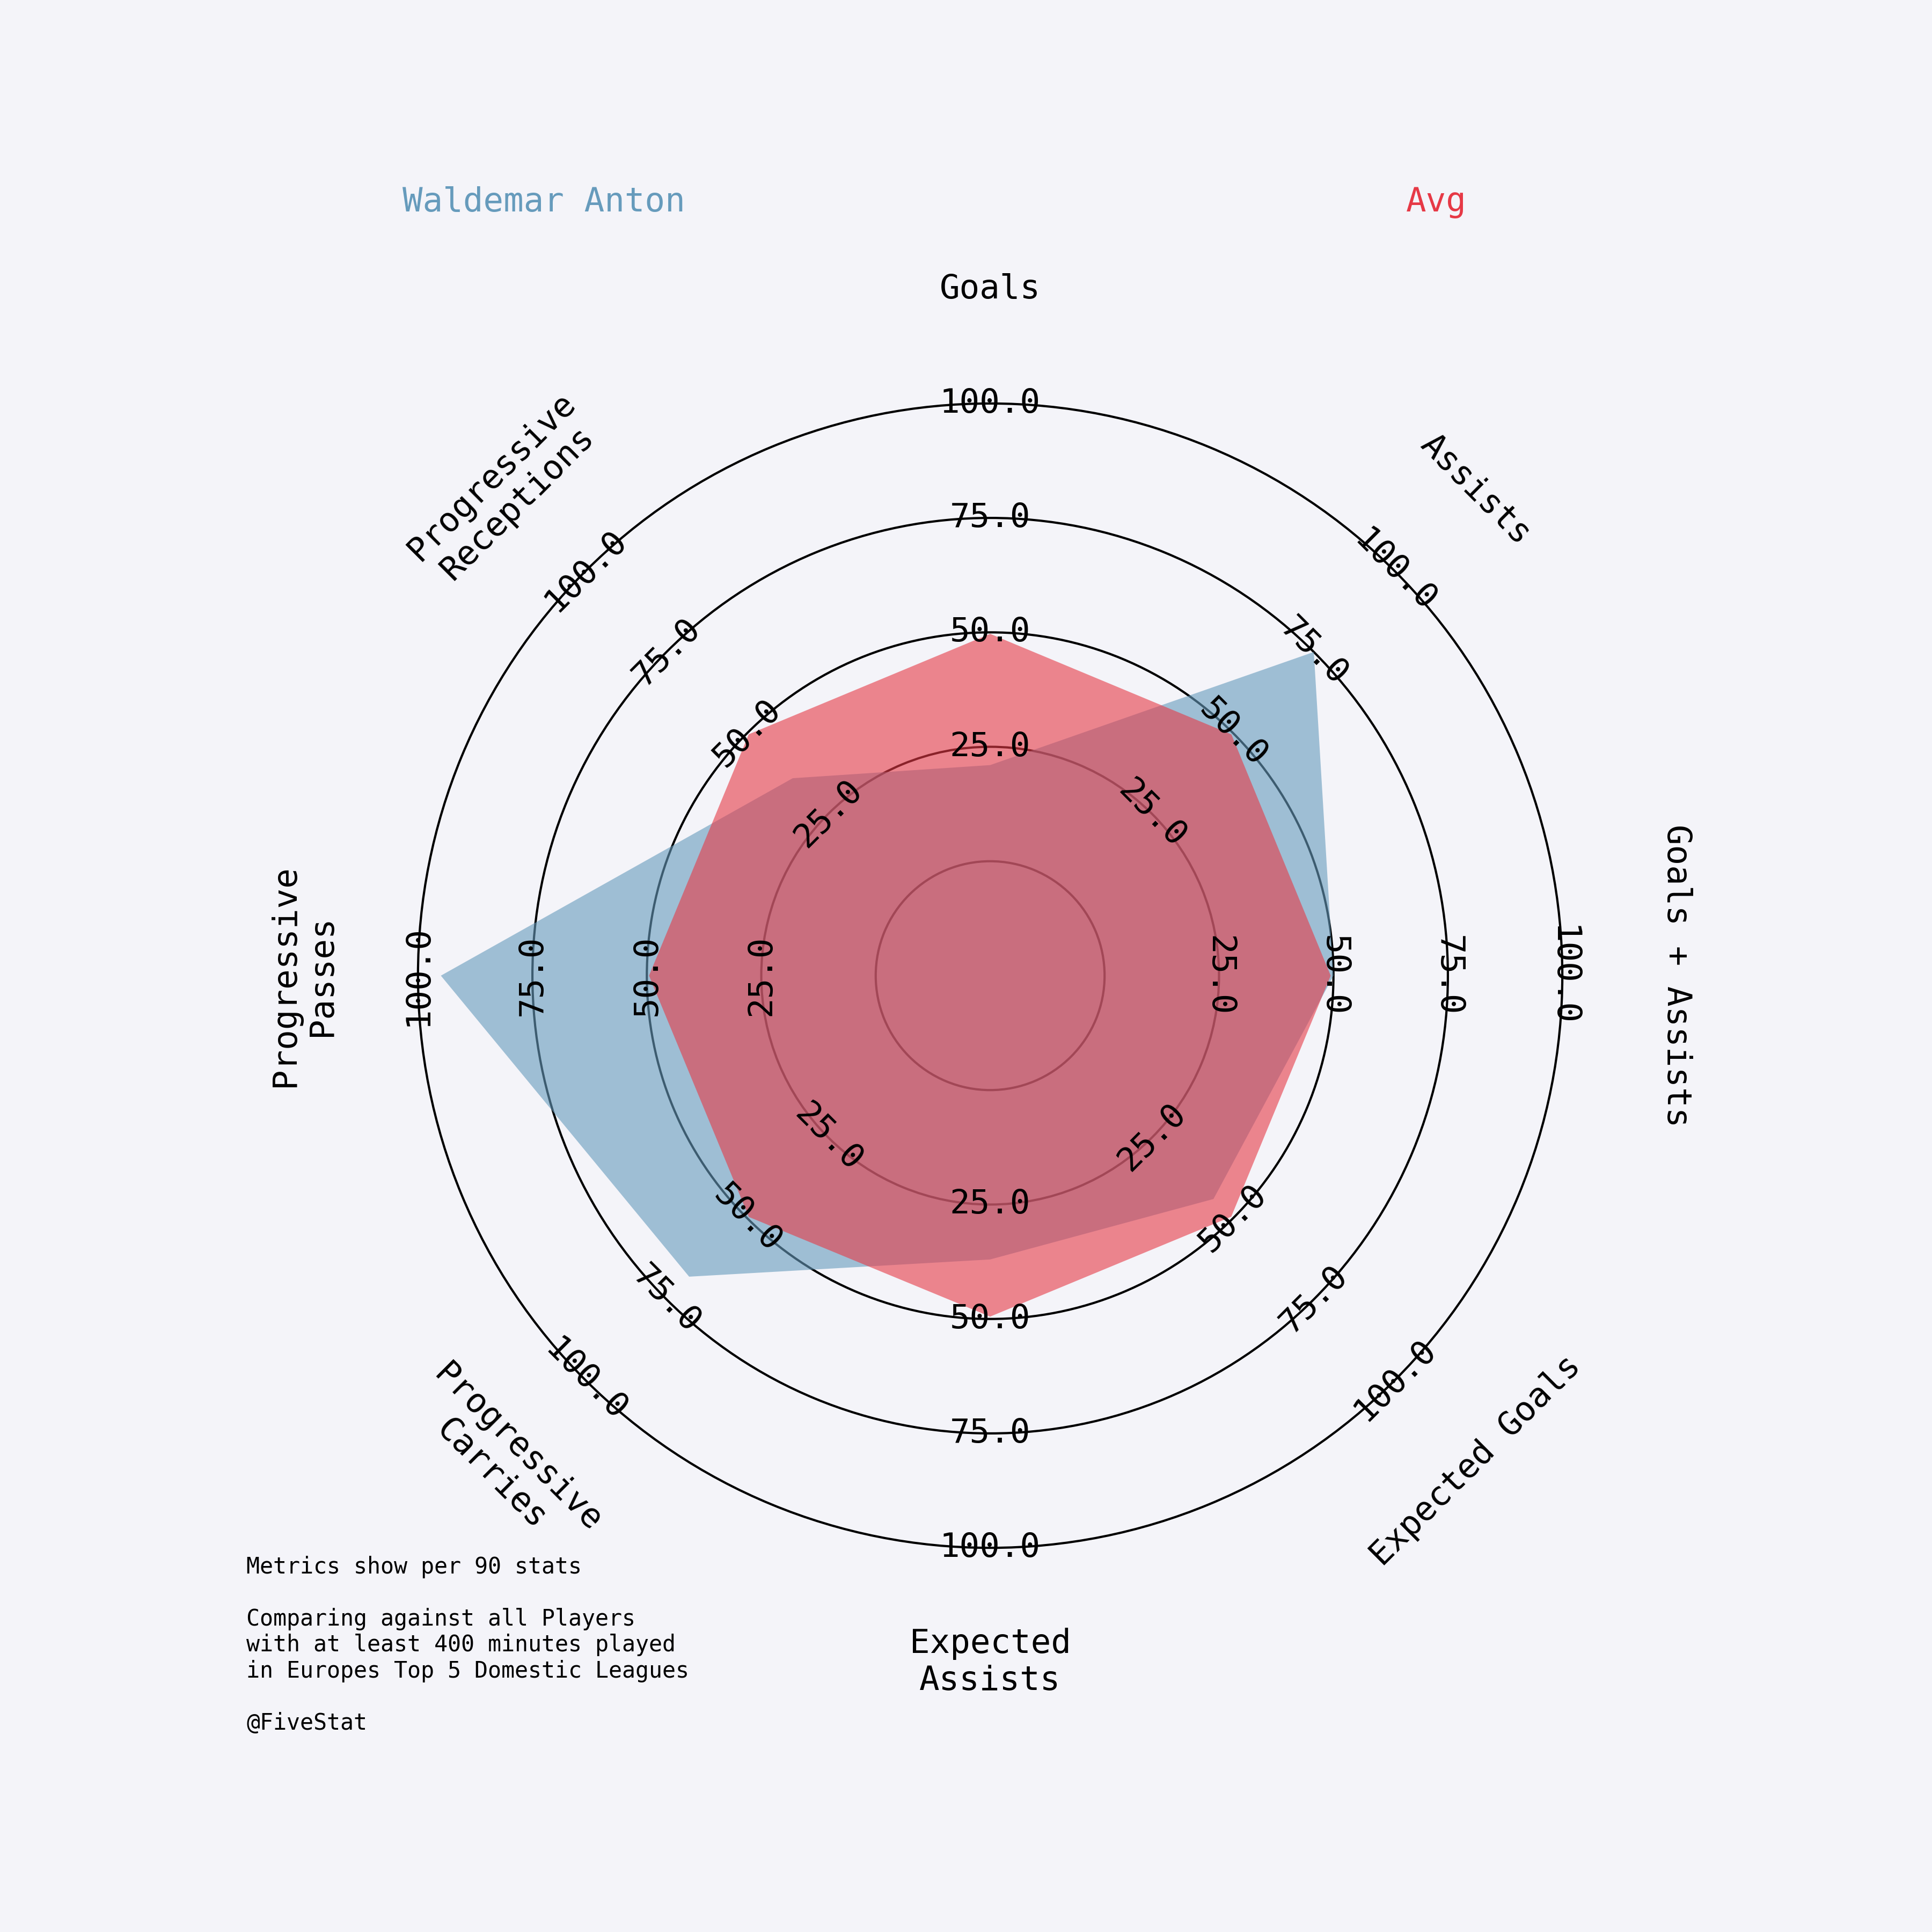 Waldemar Anton
Avg
Goals
Assists
Goals + Assists
Expected Goals
Expected
Assists
Progressive
Carries
Progressive
Passes
Progressive
Receptions
25.0
50.0
75.0
100.0
25.0
50.0
75.0
100.0
25.0
50.0
75.0
100.0
25.0
50.0
75.0
100.0
25.0
50.0
75.0
100.0
25.0
50.0
75.0
100.0
25.0
50.0
75.0
100.0
25.0
50.0
75.0
100.0
Metrics show per 90 stats
Comparing against all Players
with at least 400 minutes played
in Europes Top 5 Domestic Leagues
@FiveStat